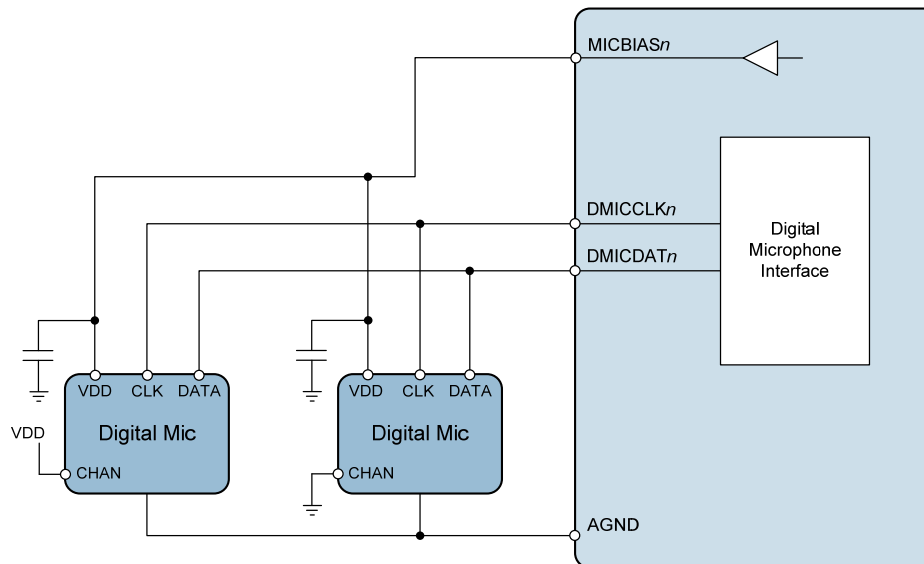 MICBIASn
DMICCLKn
DMICDATn
Digital
Microphone
Interface
VDD CLK DATA
Digital Mic
VDD
CHAN
VDD CLK DATA
Digital Mic
CHAN
AGND